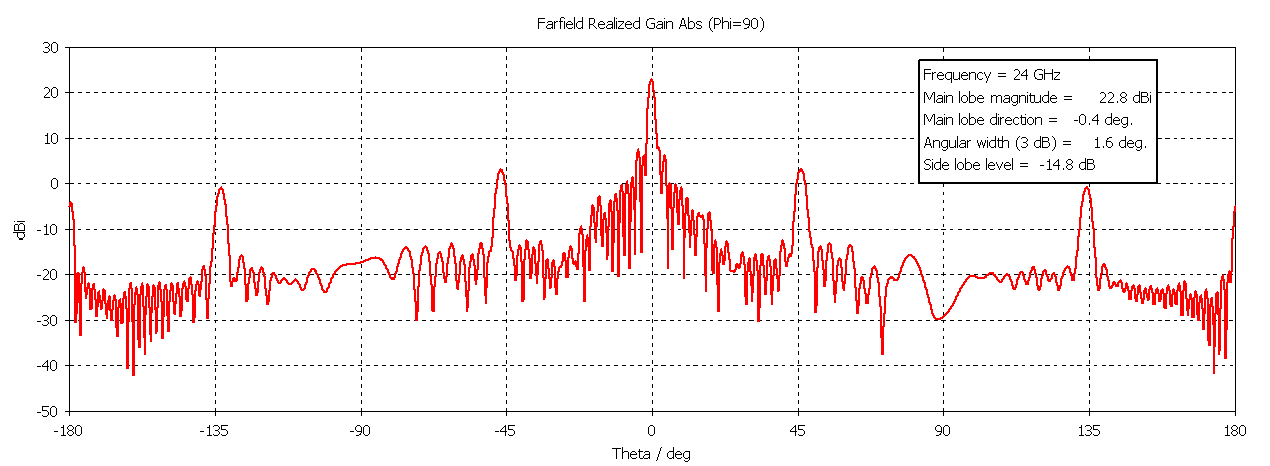 Farfield Realized Gain Abs (Phi=90)
30
20
10
0
-10
-20
-30
-40
-50
dBi
Frequency = 24 GHz
Main lobe magnitude = 22.8 dBi
Main lobe direction = -0.4 deg.
Angular width (3 dB) = 1.6 deg.
Side lobe level = -14.8 dB
-180 -135 -90 -45 0 45 90 135 180
Theta / deg